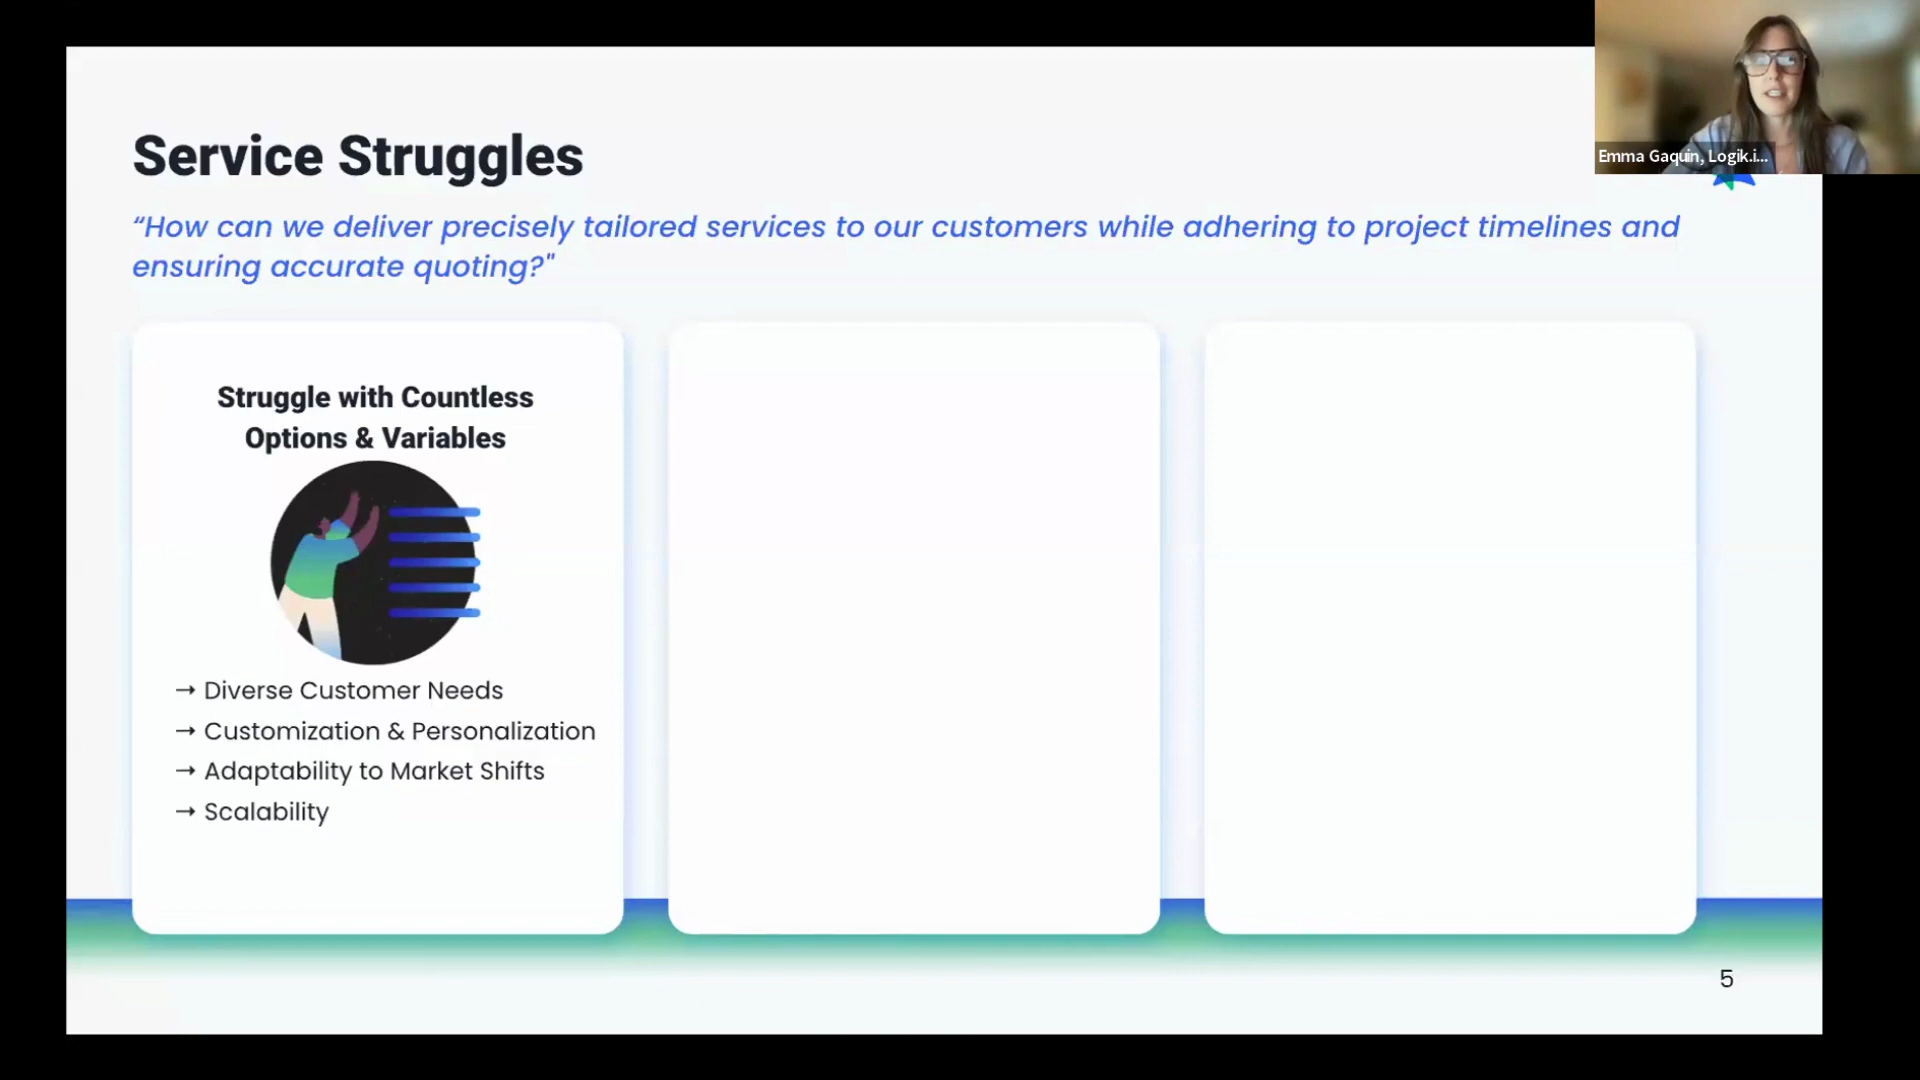 Service Struggles
“How can we deliver precisely tailored services to our customers while adhering to project timelines and
ensuring accurate quoting?"
Emma Gaquin, Logik.i...
Struggle with Countless
Options & Variables
→ Diverse Customer Needs
→ Customization & Personalization
→ Adaptability to Market Shifts
→ Scalability
5